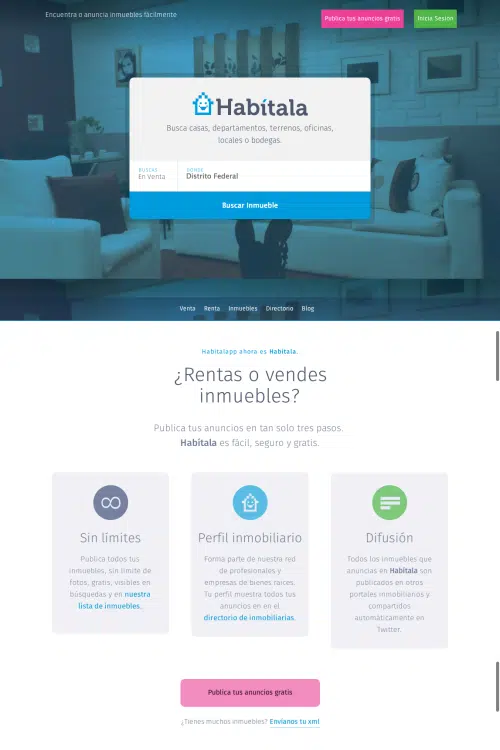 Encuentra o anuncia inmuebles fácilmente
Publica tus anuncios gratis
Inicia Sesión
Habítala
Busca casas, departamentos, terrenos, oficinas,
locales o bodegas.
BUSCAS
DÓNDE
En Venta
Distrito Federal
Buscar Inmueble
Venta Renta Inmuebles Directorio Blog
Habitalapp ahora es Habítala.
¿Rentas o vendes
inmuebles?
Publica tus anuncios en tan solo tres pasos.
Habítala es fácil, seguro y gratis.
Sin límites
Publica todos tus
inmuebles, sin límite de
fotos, gratis, visibles en
búsquedas y en nuestra
lista de inmuebles.
Perfil inmobiliario
Forma parte de nuestra red
de profesionales y
empresas de bienes raíces.
Tu perfil muestra todos tus
anuncios en en el
directorio de inmobiliarias.
Difusión
Todos los inmuebles que
anuncias en Habítala son
publicados en otros
portales inmobiliarios y
compartidos
automáticamente en
Twitter.
Publica tus anuncios gratis
¿Tienes muchos inmuebles? Envíanos tu xml